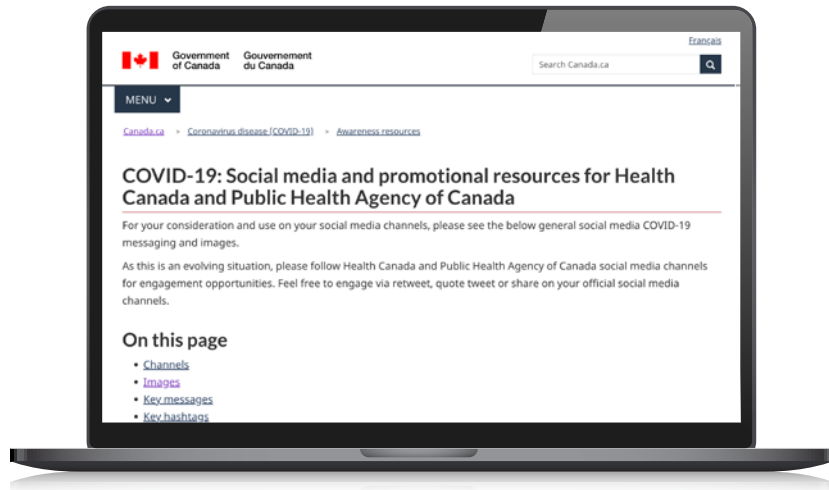 Français
Government Gouvernement
of Canada du Canada
Search Canada.ca
MENU
Canada.ca > Coronavirus disease (COVID-19) > Awareness resources
COVID-19: Social media and promotional resources for Health
Canada and Public Health Agency of Canada
For your consideration and use on your social media channels, please see the below general social media COVID-19
messaging and images.
As this is an evolving situation, please follow Health Canada and Public Health Agency of Canada social media channels
for engagement opportunities. Feel free to engage via retweet, quote tweet or share on your official social media
channels.
On this page
• Channels
• Images
• Key messages
• Key hashtags